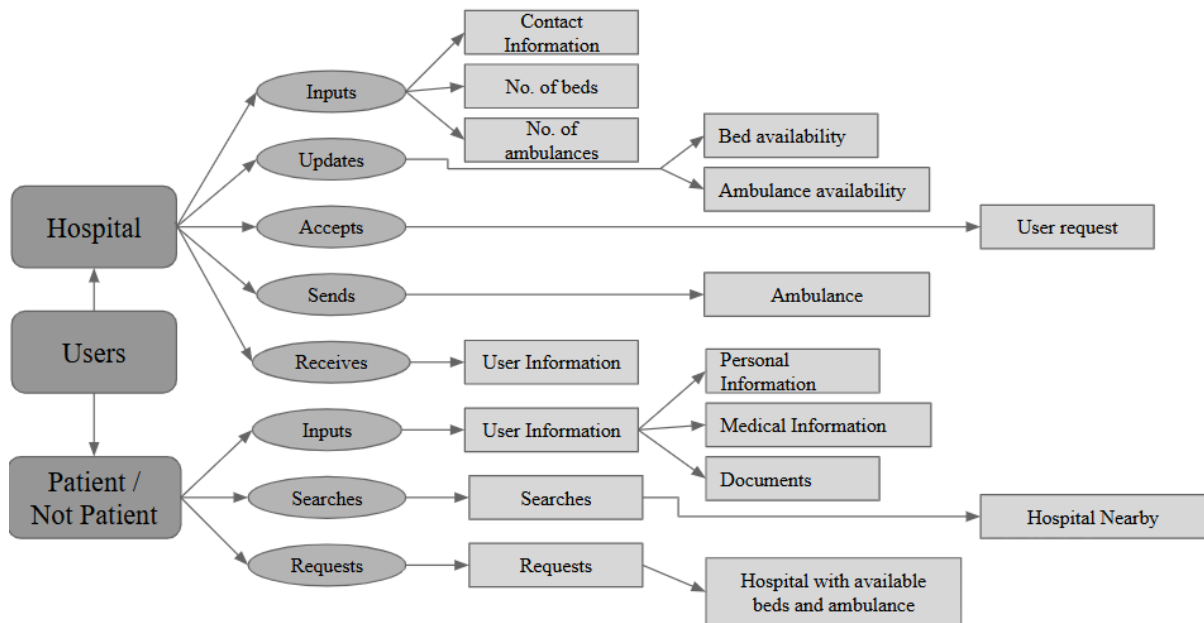 Contact
Information
Inputs
No. of beds
No. of
ambulances
Bed availability
Updates
Ambulance availability
Hospital
Accepts
User request
Sends
Ambulance
Users
Receives
User Information
Personal
Information
Inputs
User Information
Medical Information
Patient /
Not Patient
Documents
Searches
Searches
Hospital Nearby
Requests
Requests
Hospital with available
beds and ambulance